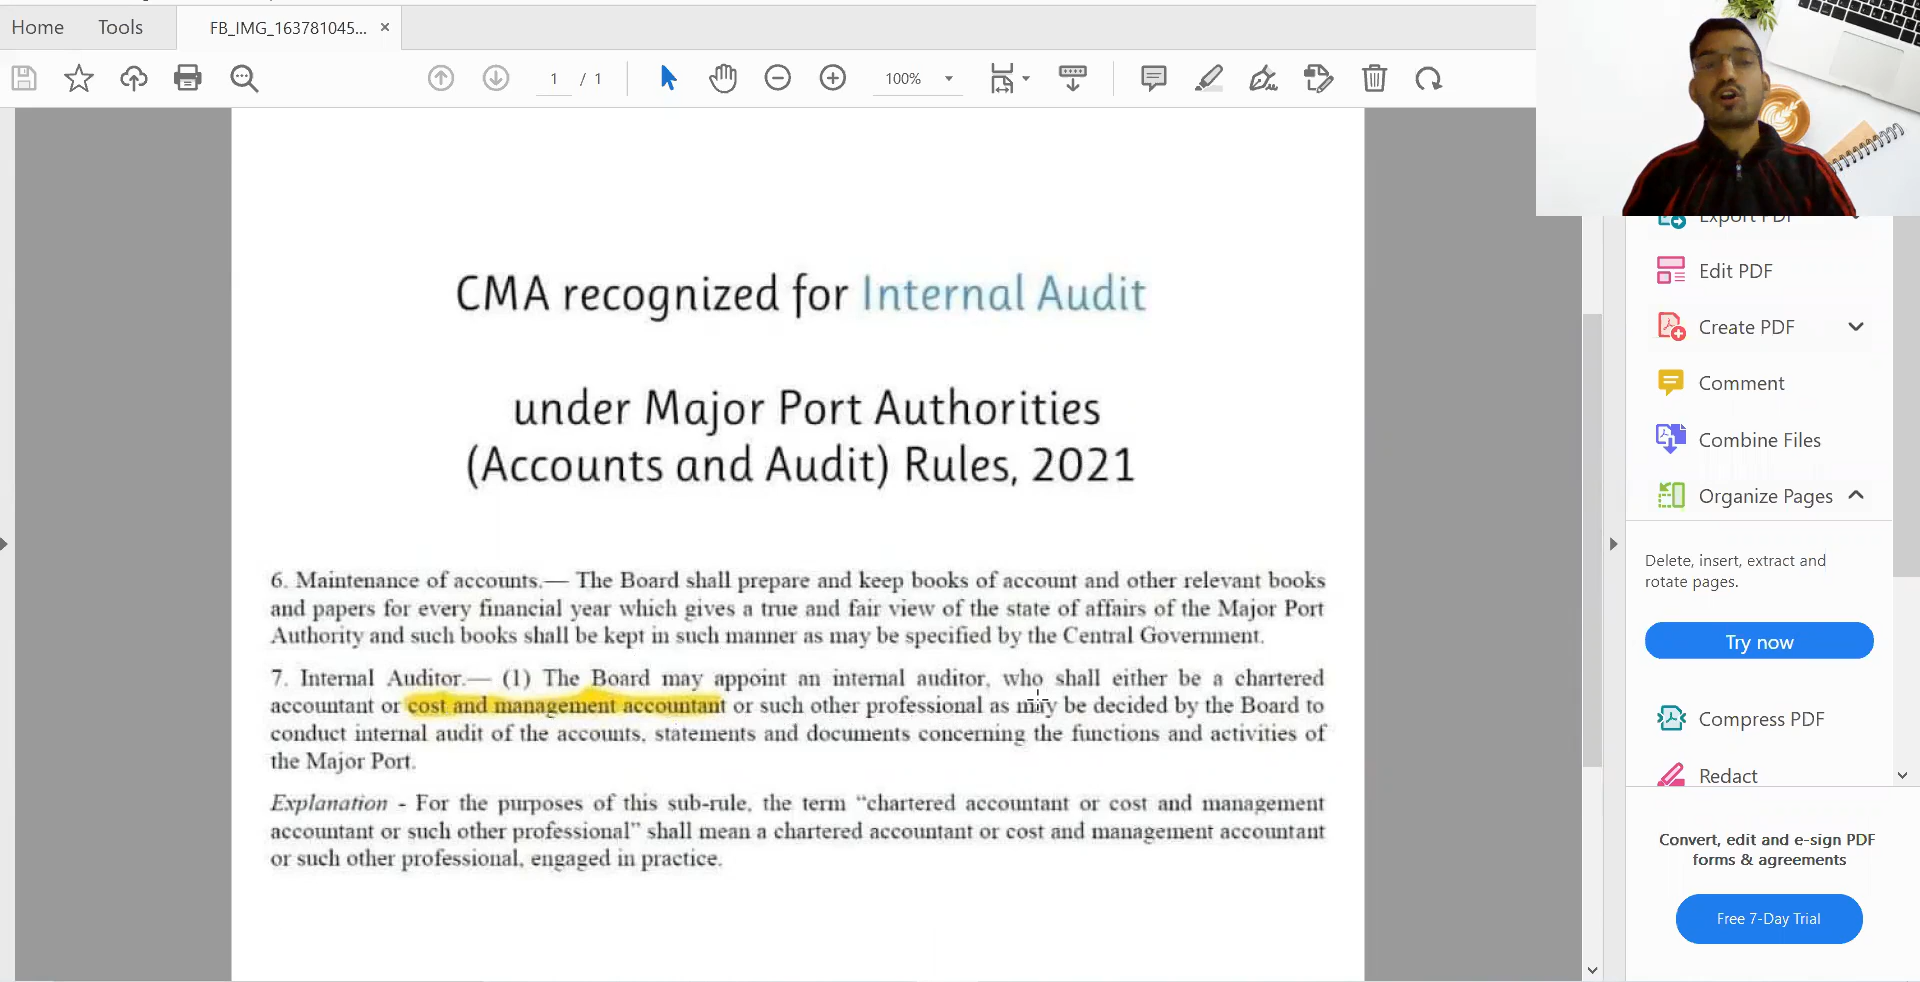 Home Tools FB_IMG_163781045... ×
1 / 1 100%
CMA recognized for Internal Audit
under Major Port Authorities
(Accounts and Audit) Rules, 2021
6. Maintenance of accounts.— The Board shall prepare and keep books of account and other relevant books
and papers for every financial year which gives a true and fair view of the state of affairs of the Major Port
Authority and such books shall be kept in such manner as may be specified by the Central Government.
7. Internal Auditor.— (1) The Board may appoint an internal auditor, who shall either be a chartered
accountant or cost and management accountant or such other professional as may be decided by the Board to
conduct internal audit of the accounts, statements and documents concerning the functions and activities of
the Major Port.
Explanation - For the purposes of this sub-rule, the term “chartered accountant or cost and management
accountant or such other professional” shall mean a chartered accountant or cost and management accountant
or such other professional, engaged in practice.
Export PDF
Edit PDF
Create PDF
Comment
Combine Files
Organize Pages
Delete, insert, extract and
rotate pages.
Try now
Compress PDF
Redact
Convert, edit and e-sign PDF
forms & agreements
Free 7-Day Trial